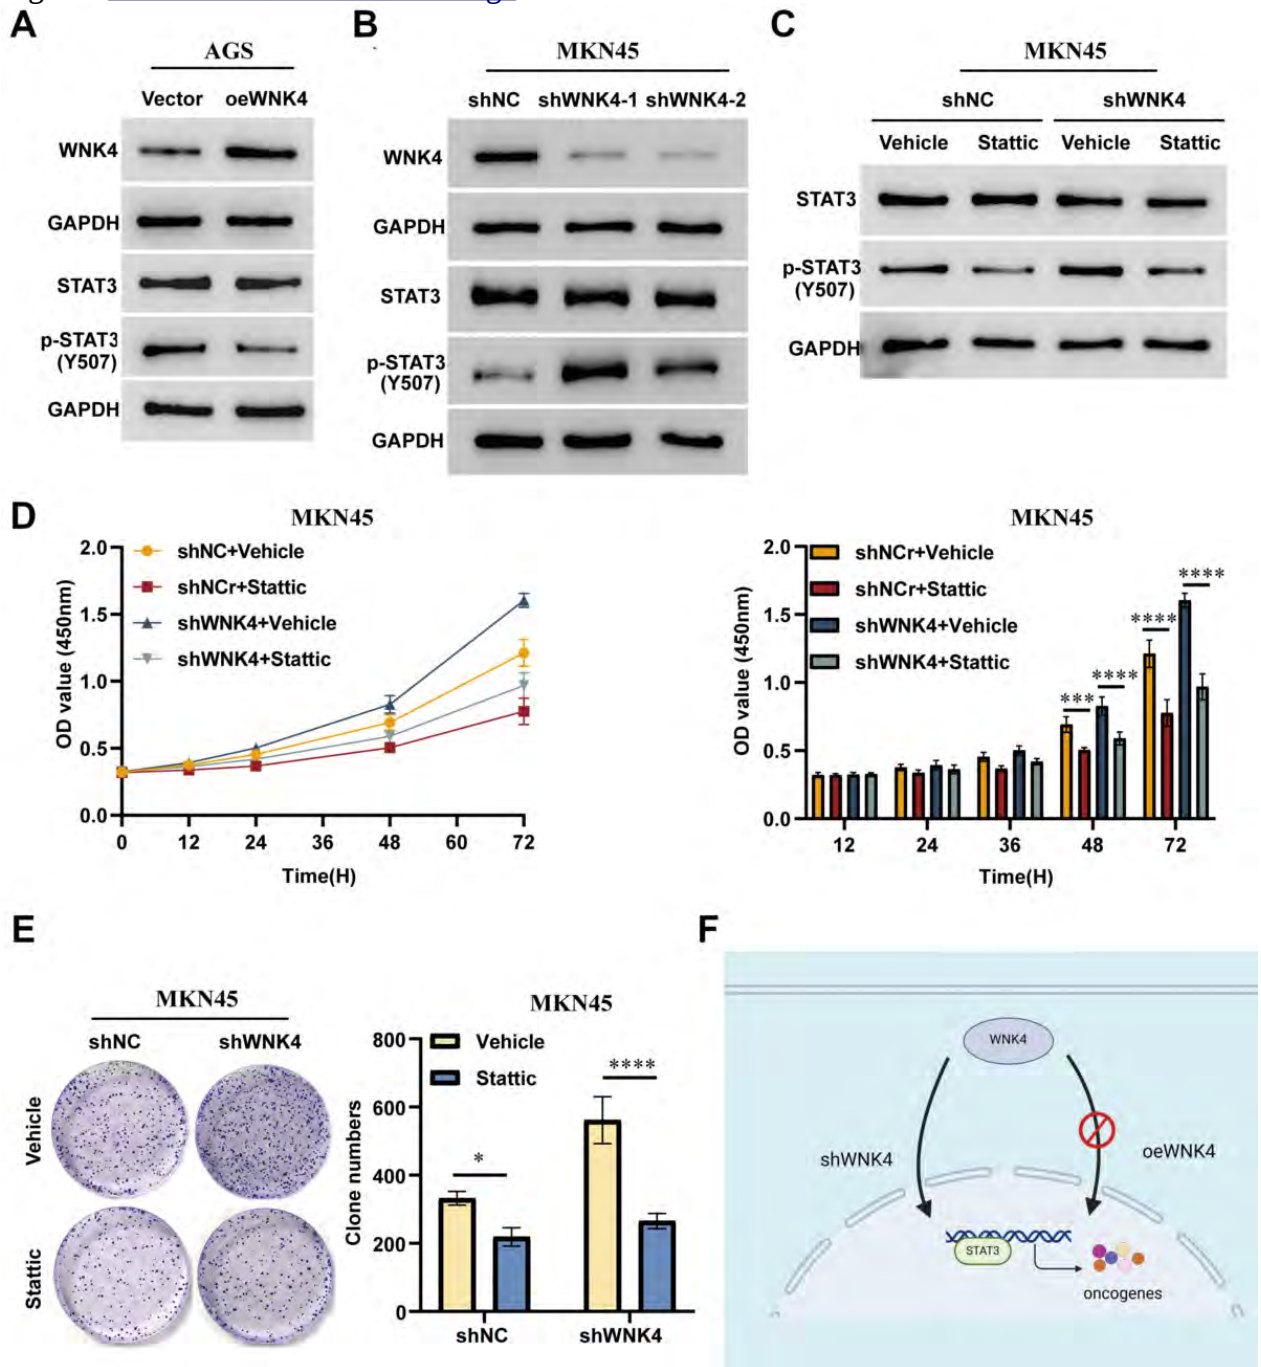 A
AGS
Vector oeWNK4
WNK4
GAPDH
STAT3
p-STAT3
(Y507)
GAPDH
B
MKN45
shNC shWNK4-1 shWNK4-2
WNK4
GAPDH
STAT3
p-STAT3
(Y507)
GAPDH
C
MKN45
shNC shWNK4
Vehicle Stattic Vehicle Stattic
STAT3
p-STAT3
(Y507)
GAPDH
D
MKN45
OD value (450nm)
2.0
1.5
1.0
0.5
0.0
shNC+Vehicle
shNCr+Stattic
shWNK4+Vehicle
shWNK4+Stattic
0 12 24 36 48 60 72
Time(H)
MKN45
OD value (450nm)
2.0
1.5
1.0
0.5
0.0
shNCr+Vehicle
shNCr+Stattic
shWNK4+Vehicle
shWNK4+Stattic
*** **** **** ****
12 24 36 48 72
Time(H)
E
MKN45
shNC shWNK4
Vehicle
Stattic
MKN45
Clone numbers
800
600
400
200
0
Vehicle
Stattic
* ****
shNC shWNK4
F
WNK4
shWNK4
oeWNK4
STAT3
oncogenes